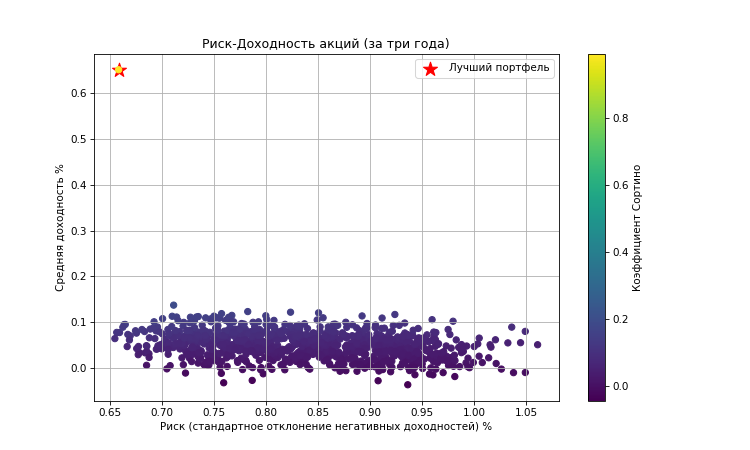 Риск-Доходность акций (за три года)
Лучший портфель
Средняя доходность %
0.6
0.5
0.4
0.3
0.2
0.1
0.0
0.65 0.70 0.75 0.80 0.85 0.90 0.95 1.00 1.05
Риск (стандартное отклонение негативных доходностей) %
0.8
0.6
0.4
0.2
0.0
Коэффициент Сортино